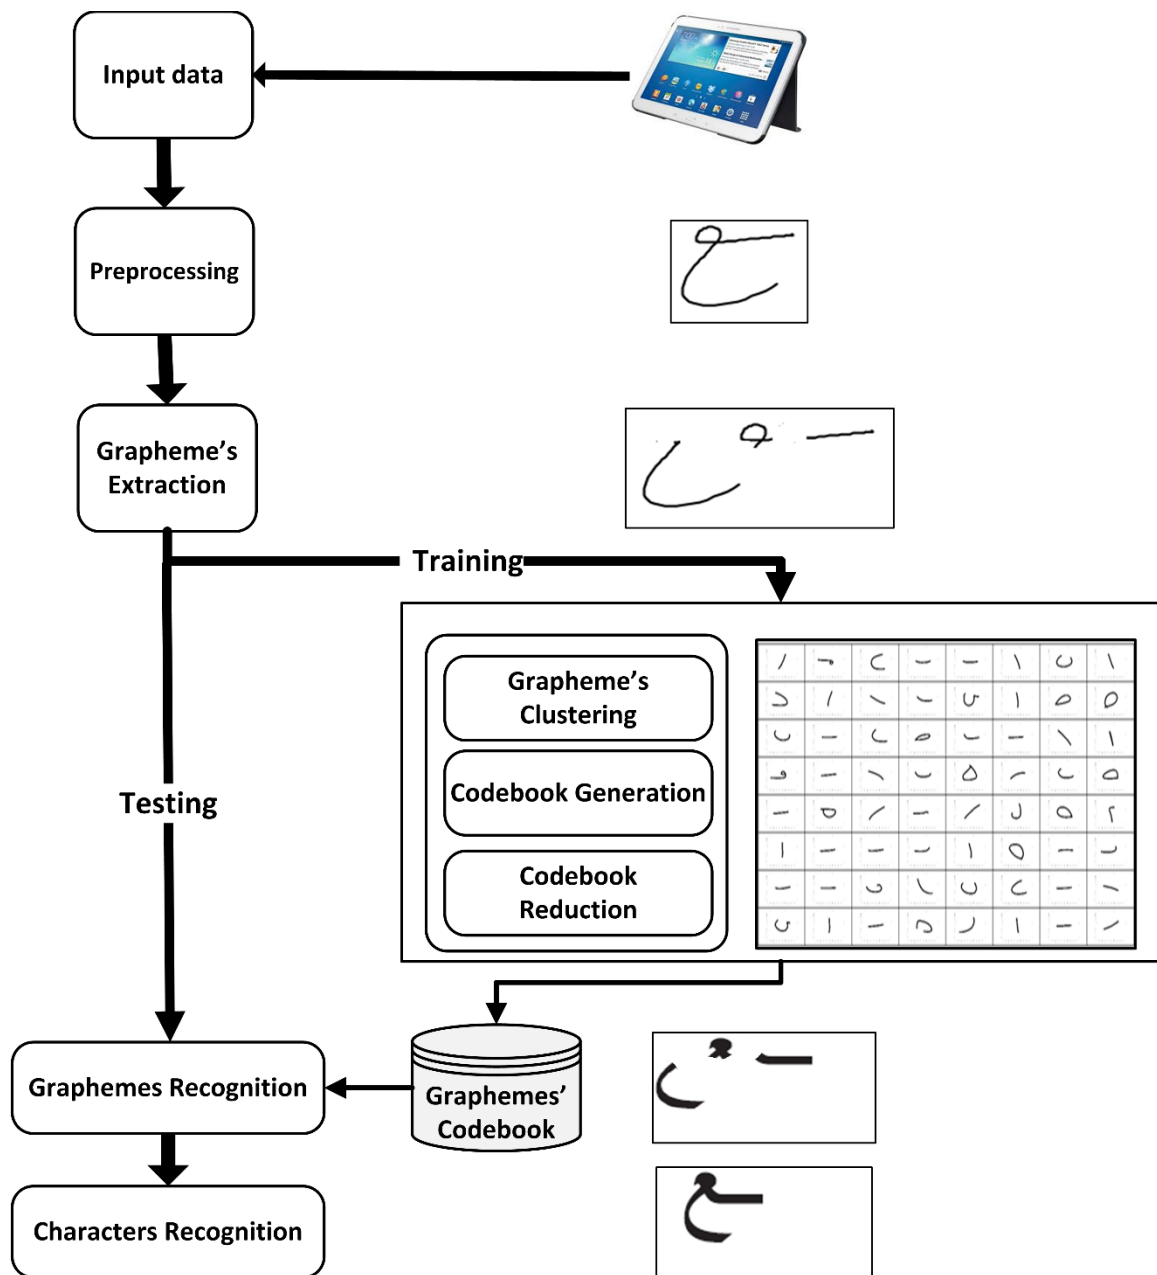 Input data
Preprocessing
Grapheme's
Extraction
Training
Grapheme's
Clustering
Codebook Generation
Codebook
Reduction
Testing
Graphemes Recognition
Graphemes'
Codebook
Characters Recognition